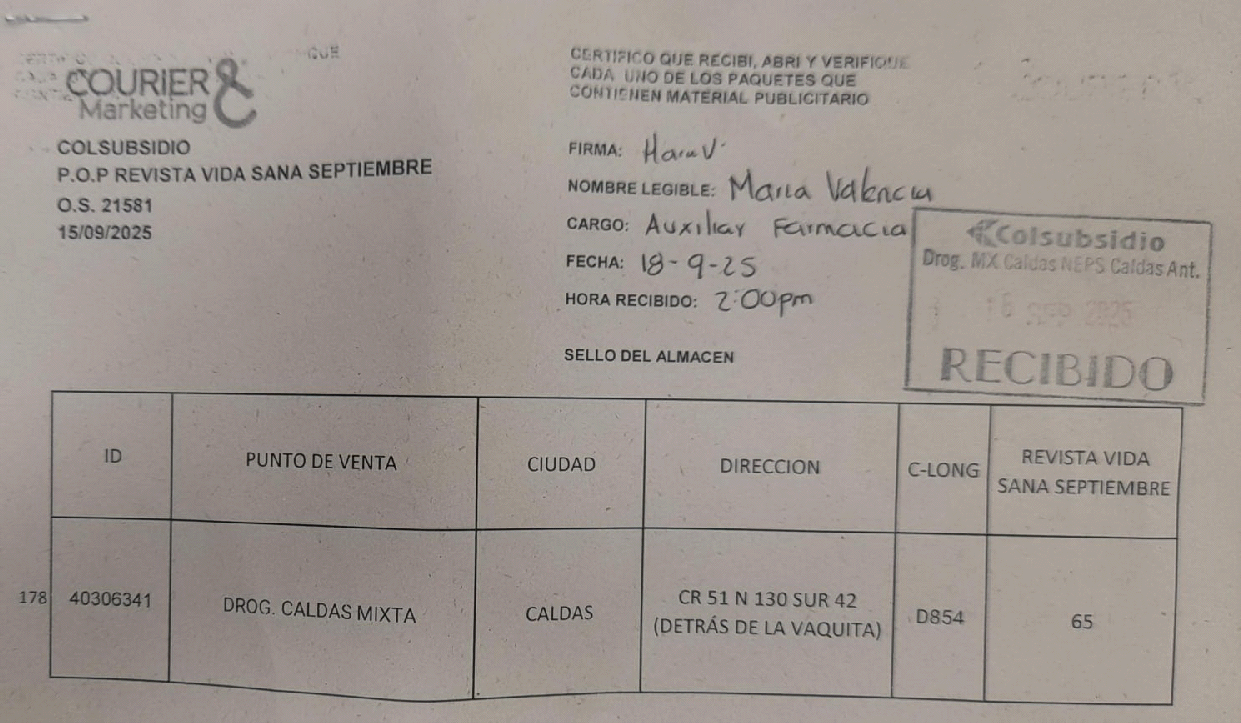 COURIER &
Marketing
COLSUBSIDIO
P.O.P REVISTA VIDA SANA SEPTIEMBRE
O.S. 21581
15/09/2025
CERTIFICO QUE RECIBI, ABRI Y VERIFIQUE
CADA UNO DE LOS PAQUETES QUE
CONTIENEN MATERIAL PUBLICITARIO
FIRMA:
NOMBRE LEGIBLE: Maria Valencia
CARGO: Auxiliar Farmacia
FECHA: 18-9-25
HORA RECIBIDO: 2:00pm
SELLO DEL ALMACEN
Colsubsidio
Drog. MX Caldas NEPS Caldas Ant.
SEP 2025
RECIBIDO
ID PUNTO DE VENTA CIUDAD DIRECCION C-LONG REVISTA VIDA SANA SEPTIEMBRE
178 40306341 DROG. CALDAS MIXTA CALDAS CR 51 N 130 SUR 42 (DETRÁS DE LA VAQUITA) D854 65